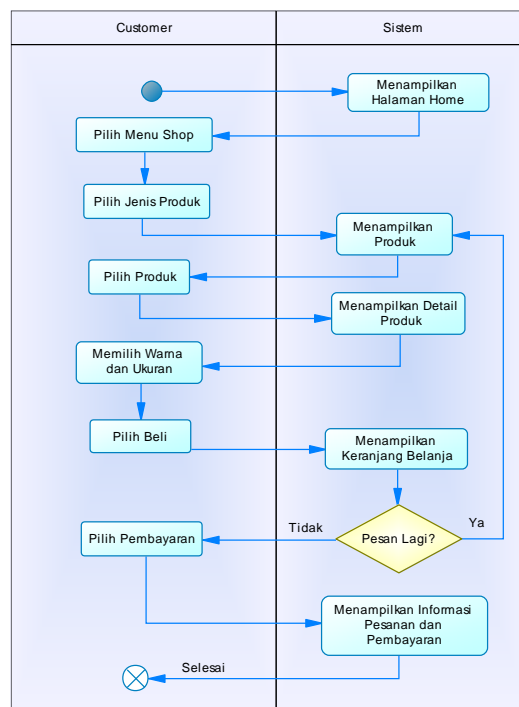 Customer
Sistem
Menampilkan
Halaman Home
Pilih Menu Shop
Pilih Jenis Produk
Menampilkan
Produk
Pilih Produk
Menampilkan Detail
Produk
Memilih Warna
dan Ukuran
Pilih Beli
Menampilkan
Keranjang Belanja
Pesan Lagi?
Ya
Tidak
Pilih Pembayaran
Menampilkan Informasi
Pesanan dan
Pembayaran
Selesai